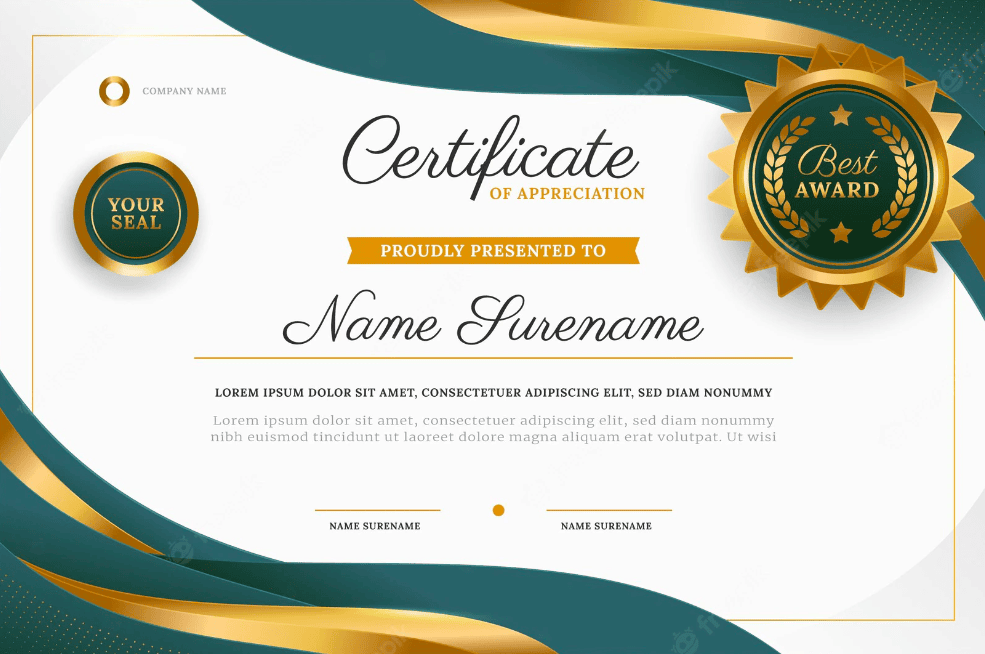 COMPANY NAME
YOUR
SEAL
Certificate
OF APPRECIATION
Best
AWARD
PROUDLY PRESENTED TO
Name Surename
LOREM IPSUM DOLOR SIT AMET, CONSECTETUER ADIPISCING ELIT, SED DIAM NONUMMY
Lorem ipsum dolor sit amet, consectetuer adipiscing elit, sed diam nonummy
nibh euismod tincidunt ut laoreet dolore magna aliquam erat volutpat. Ut wisi
NAME SURENAME
NAME SURENAME